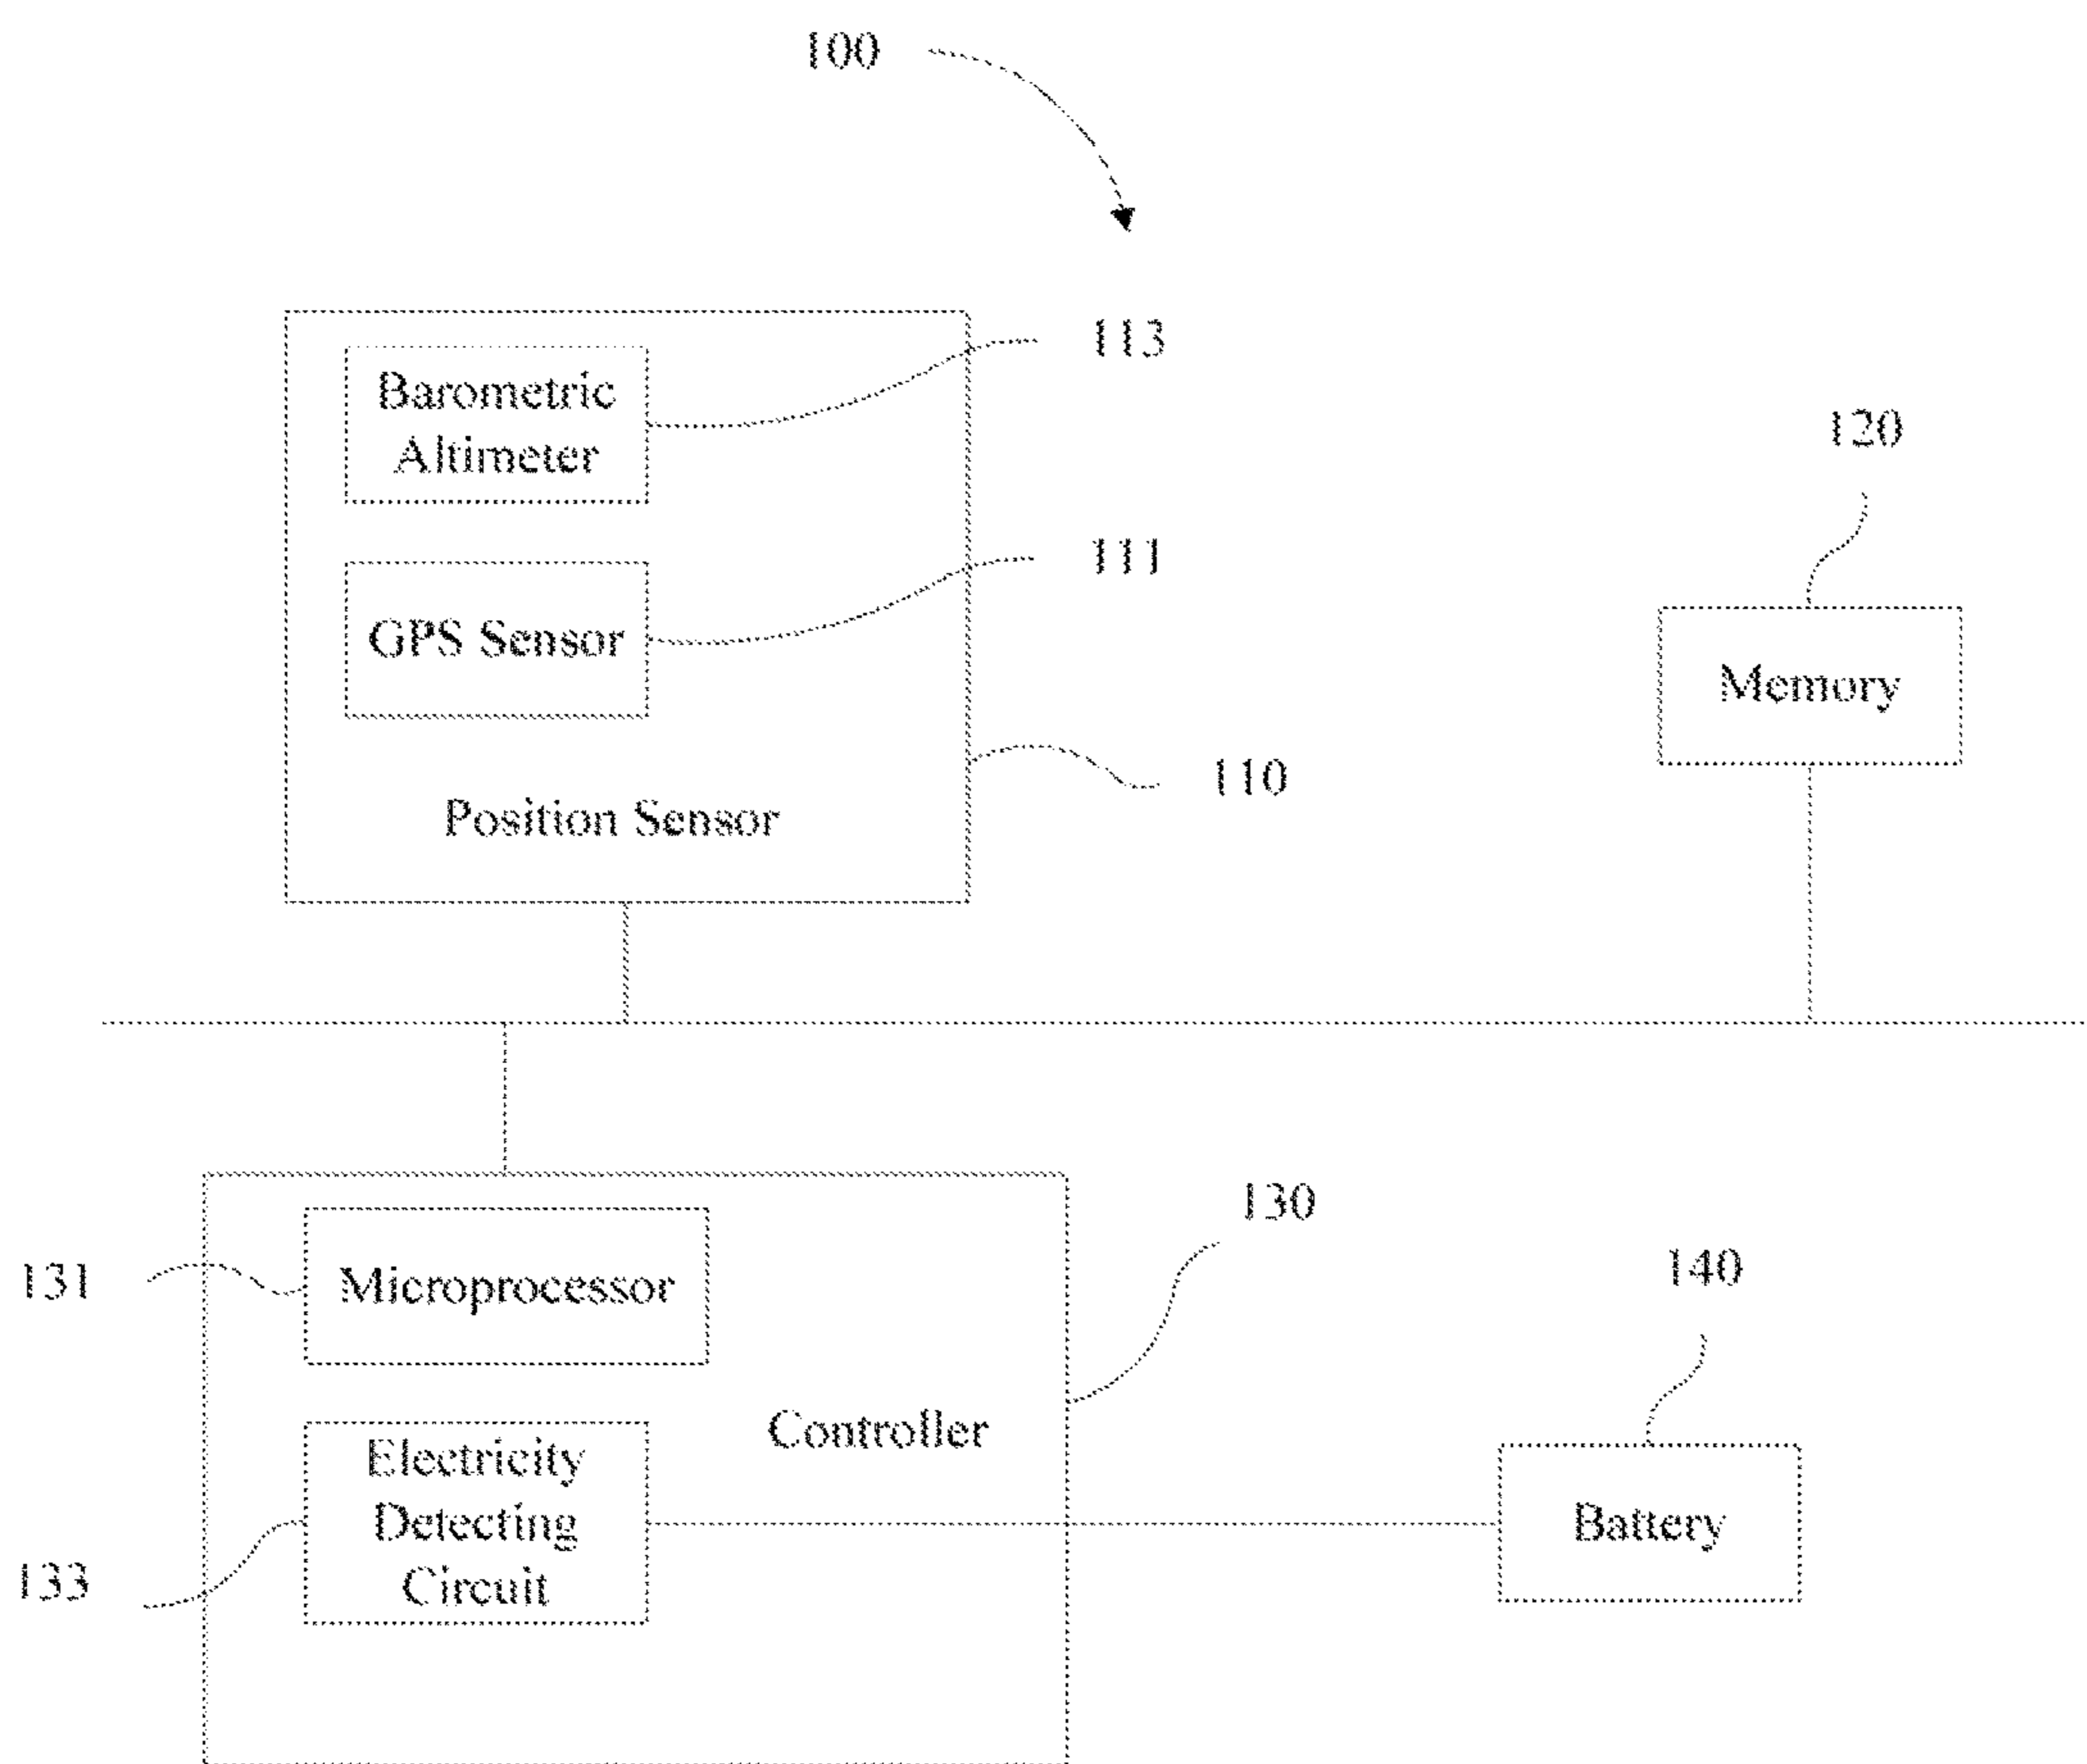 100
113
Barometric
Altimeter
120
111
GPS Sensor
Memory
110
Position Sensor
130
131
Microprocessor
140
Controller
Electricity
Detecting
Circuit
Battery
133